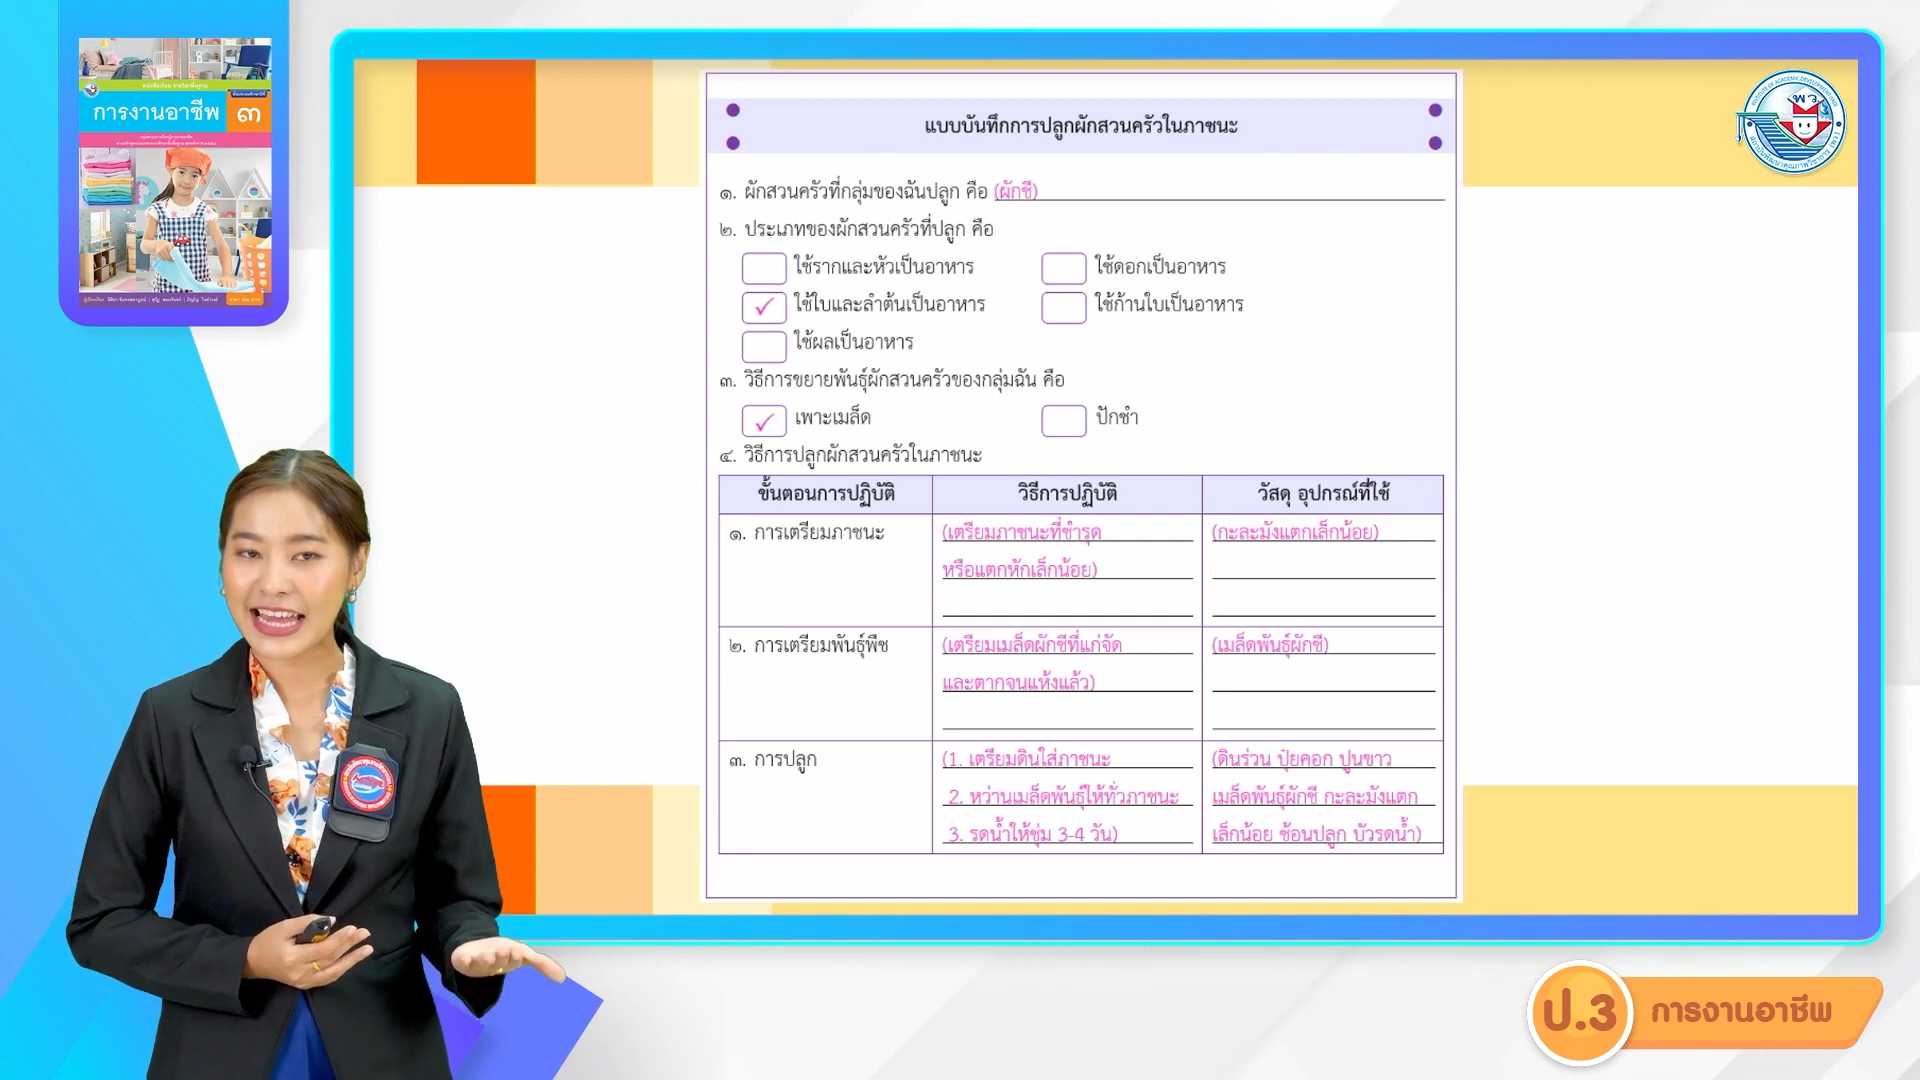 หนังสือเรียน รายวิชาพื้นฐาน
การงานอาชีพ ๓
แบบบันทึกการปลูกผักสวนครัวในภาชนะ
๑. ผักสวนครัวที่กลุ่มของฉันปลูก คือ (ผักชี)
๒. ประเภทของผักสวนครัวที่ปลูก คือ
ใช้รากและหัวเป็นอาหาร ใช้ดอกเป็นอาหาร
✓ ใช้ใบและลำต้นเป็นอาหาร ใช้ก้านใบเป็นอาหาร
ใช้ผลเป็นอาหาร
๓. วิธีการขยายพันธุ์ผักสวนครัวของกลุ่มฉัน คือ
✓ เพาะเมล็ด ปักชำ
๔. วิธีการปลูกผักสวนครัวในภาชนะ
ขั้นตอนการปฏิบัติ วิธีการปฏิบัติ วัสดุ อุปกรณ์ที่ใช้
๑. การเตรียมภาชนะ (เตรียมภาชนะที่ชำรุด (กะละมังแตกเล็กน้อย)
หรือแตกหักเล็กน้อย)
๒. การเตรียมพันธุ์พืช (เตรียมเมล็ดผักชีที่แก่จัด (เมล็ดพันธุ์ผักชี)
และตากจนแห้งแล้ว)
๓. การปลูก (1. เตรียมดินใส่ภาชนะ (ดินร่วน ปุ๋ยคอก ปูนขาว
2. หว่านเมล็ดพันธุ์ให้ทั่วภาชนะ เมล็ดพันธุ์ผักชี กะละมังแตก
3. รดน้ำให้ชุ่ม 3-4 วัน) เล็กน้อย ช้อนปลูก บัวรดน้ำ)
พว.
ป.3 การงานอาชีพ